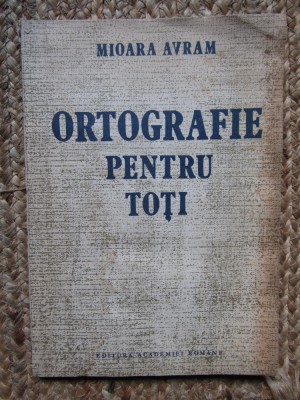 MIOARA AVRAM
ORTOGRAFIE
PENTRU
TOȚI
EDITURA ACADEMIEI ROMÂNE